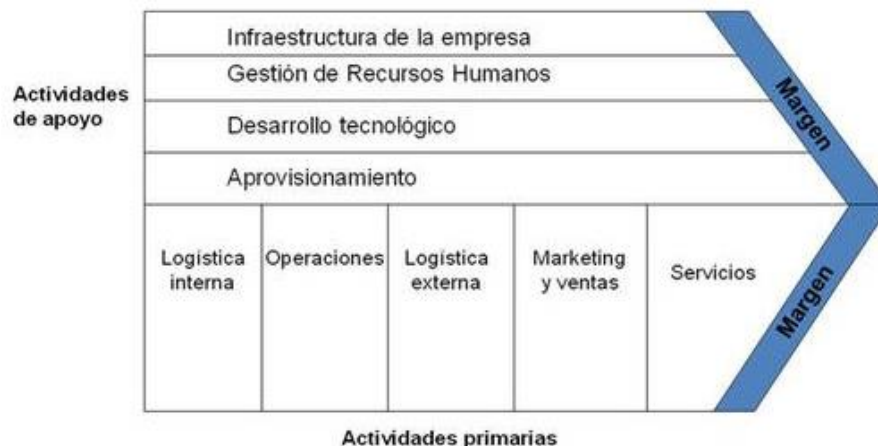 Infraestructura de la empresa
Gestión de Recursos Humanos
Actividades
de apoyo
Desarrollo tecnológico
Aprovisionamiento
Margen
Logística
interna
Operaciones
Logística
externa
Marketing
y ventas
Servicios
Margen
Actividades primarias